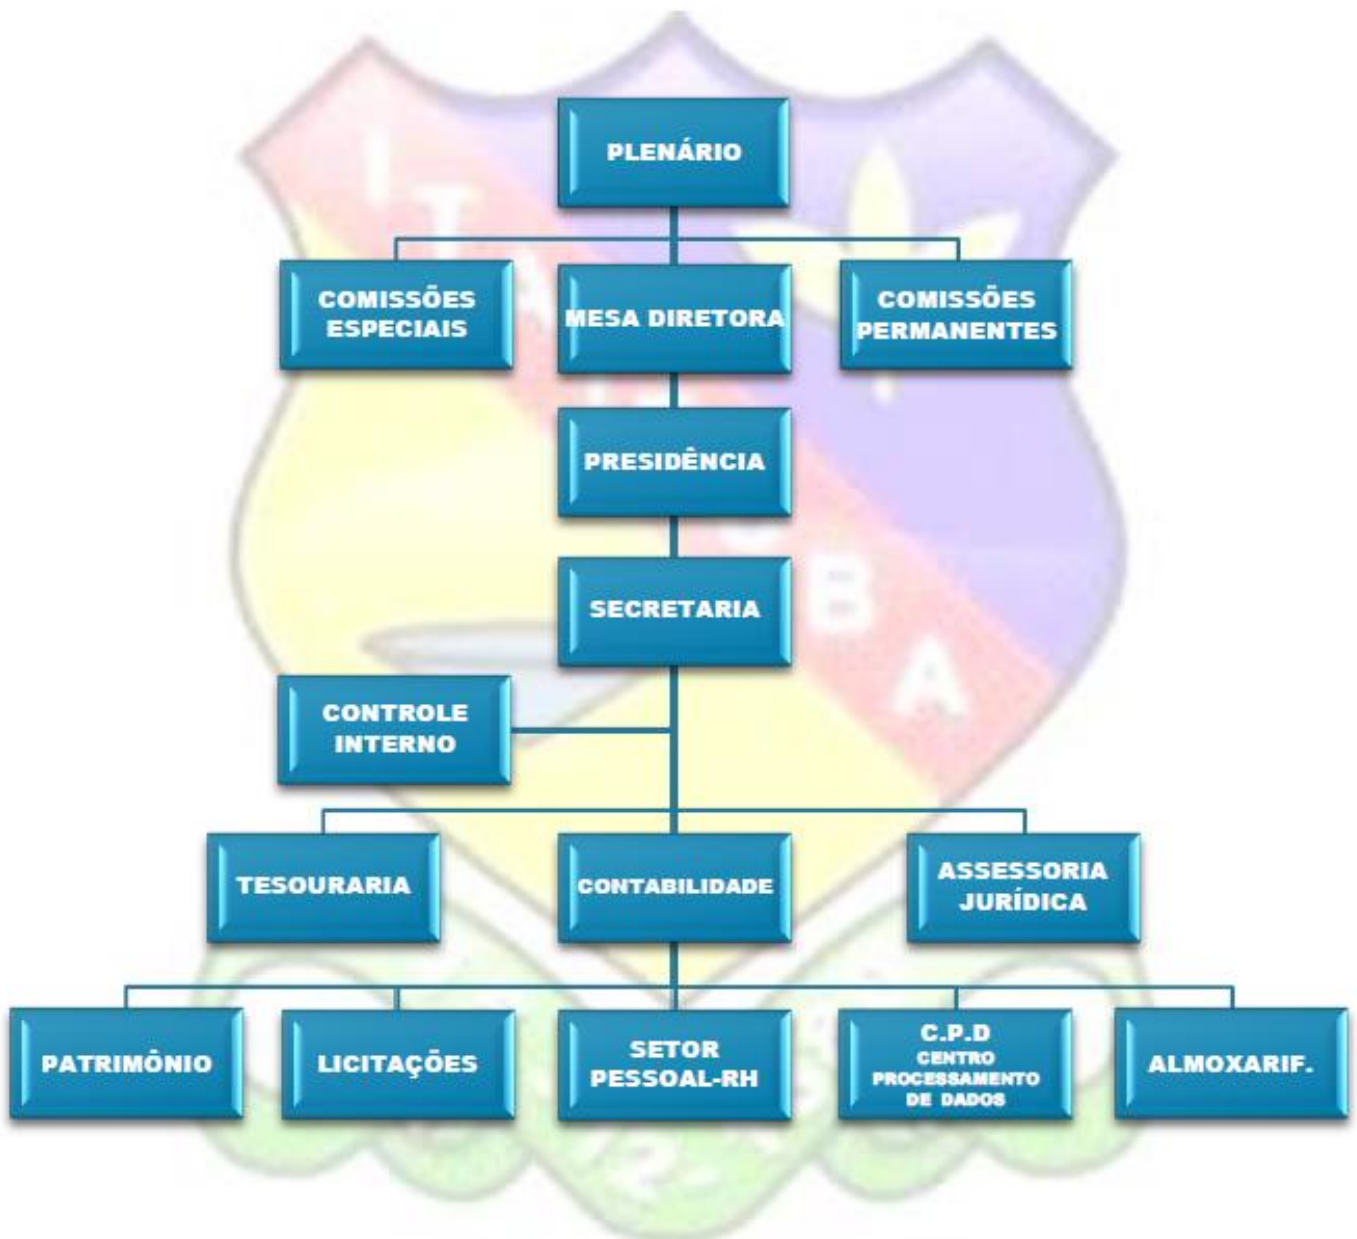 PLENÁRIO
COMISSÕES
ESPECIAIS
MESA DIRETORA
COMISSÕES
PERMANENTES
PRESIDÊNCIA
SECRETARIA
CONTROLE
INTERNO
TESOURARIA
CONTABILIDADE
ASSESSORIA
JURÍDICA
PATRIMÔNIO
LICITAÇÕES
SETOR
PESSOAL-RH
C.P.D
CENTRO
PROCESSAMENTO
DE DADOS
ALMOXARIF.